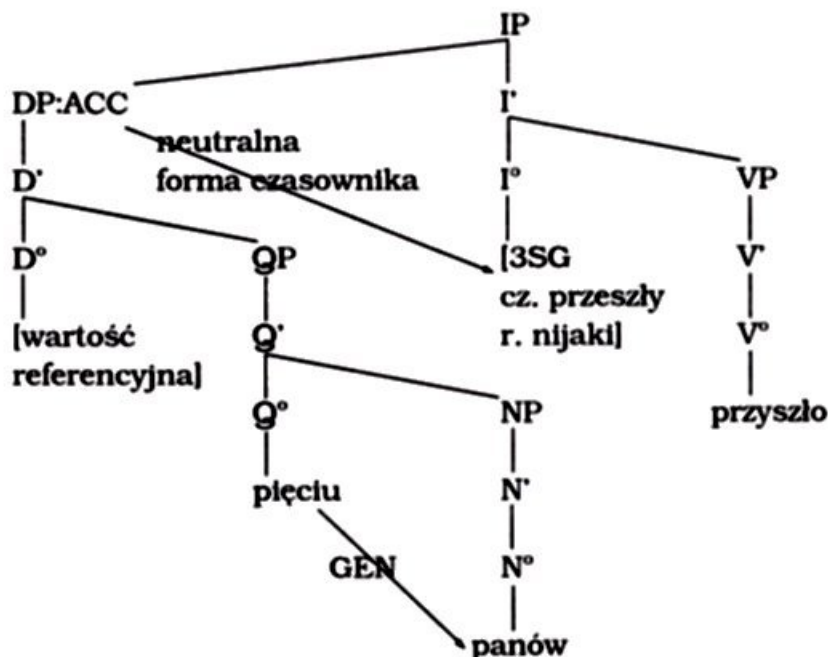 IP
DP:ACC I'
neutralna
forma czasownika
D' I° VP
D° QP [3SG V'
cz. przeszły
[wartość Q' r. nijaki] V°
referencyjna]
Q° NP przyszło
pięciu N'
GEN N°
panów